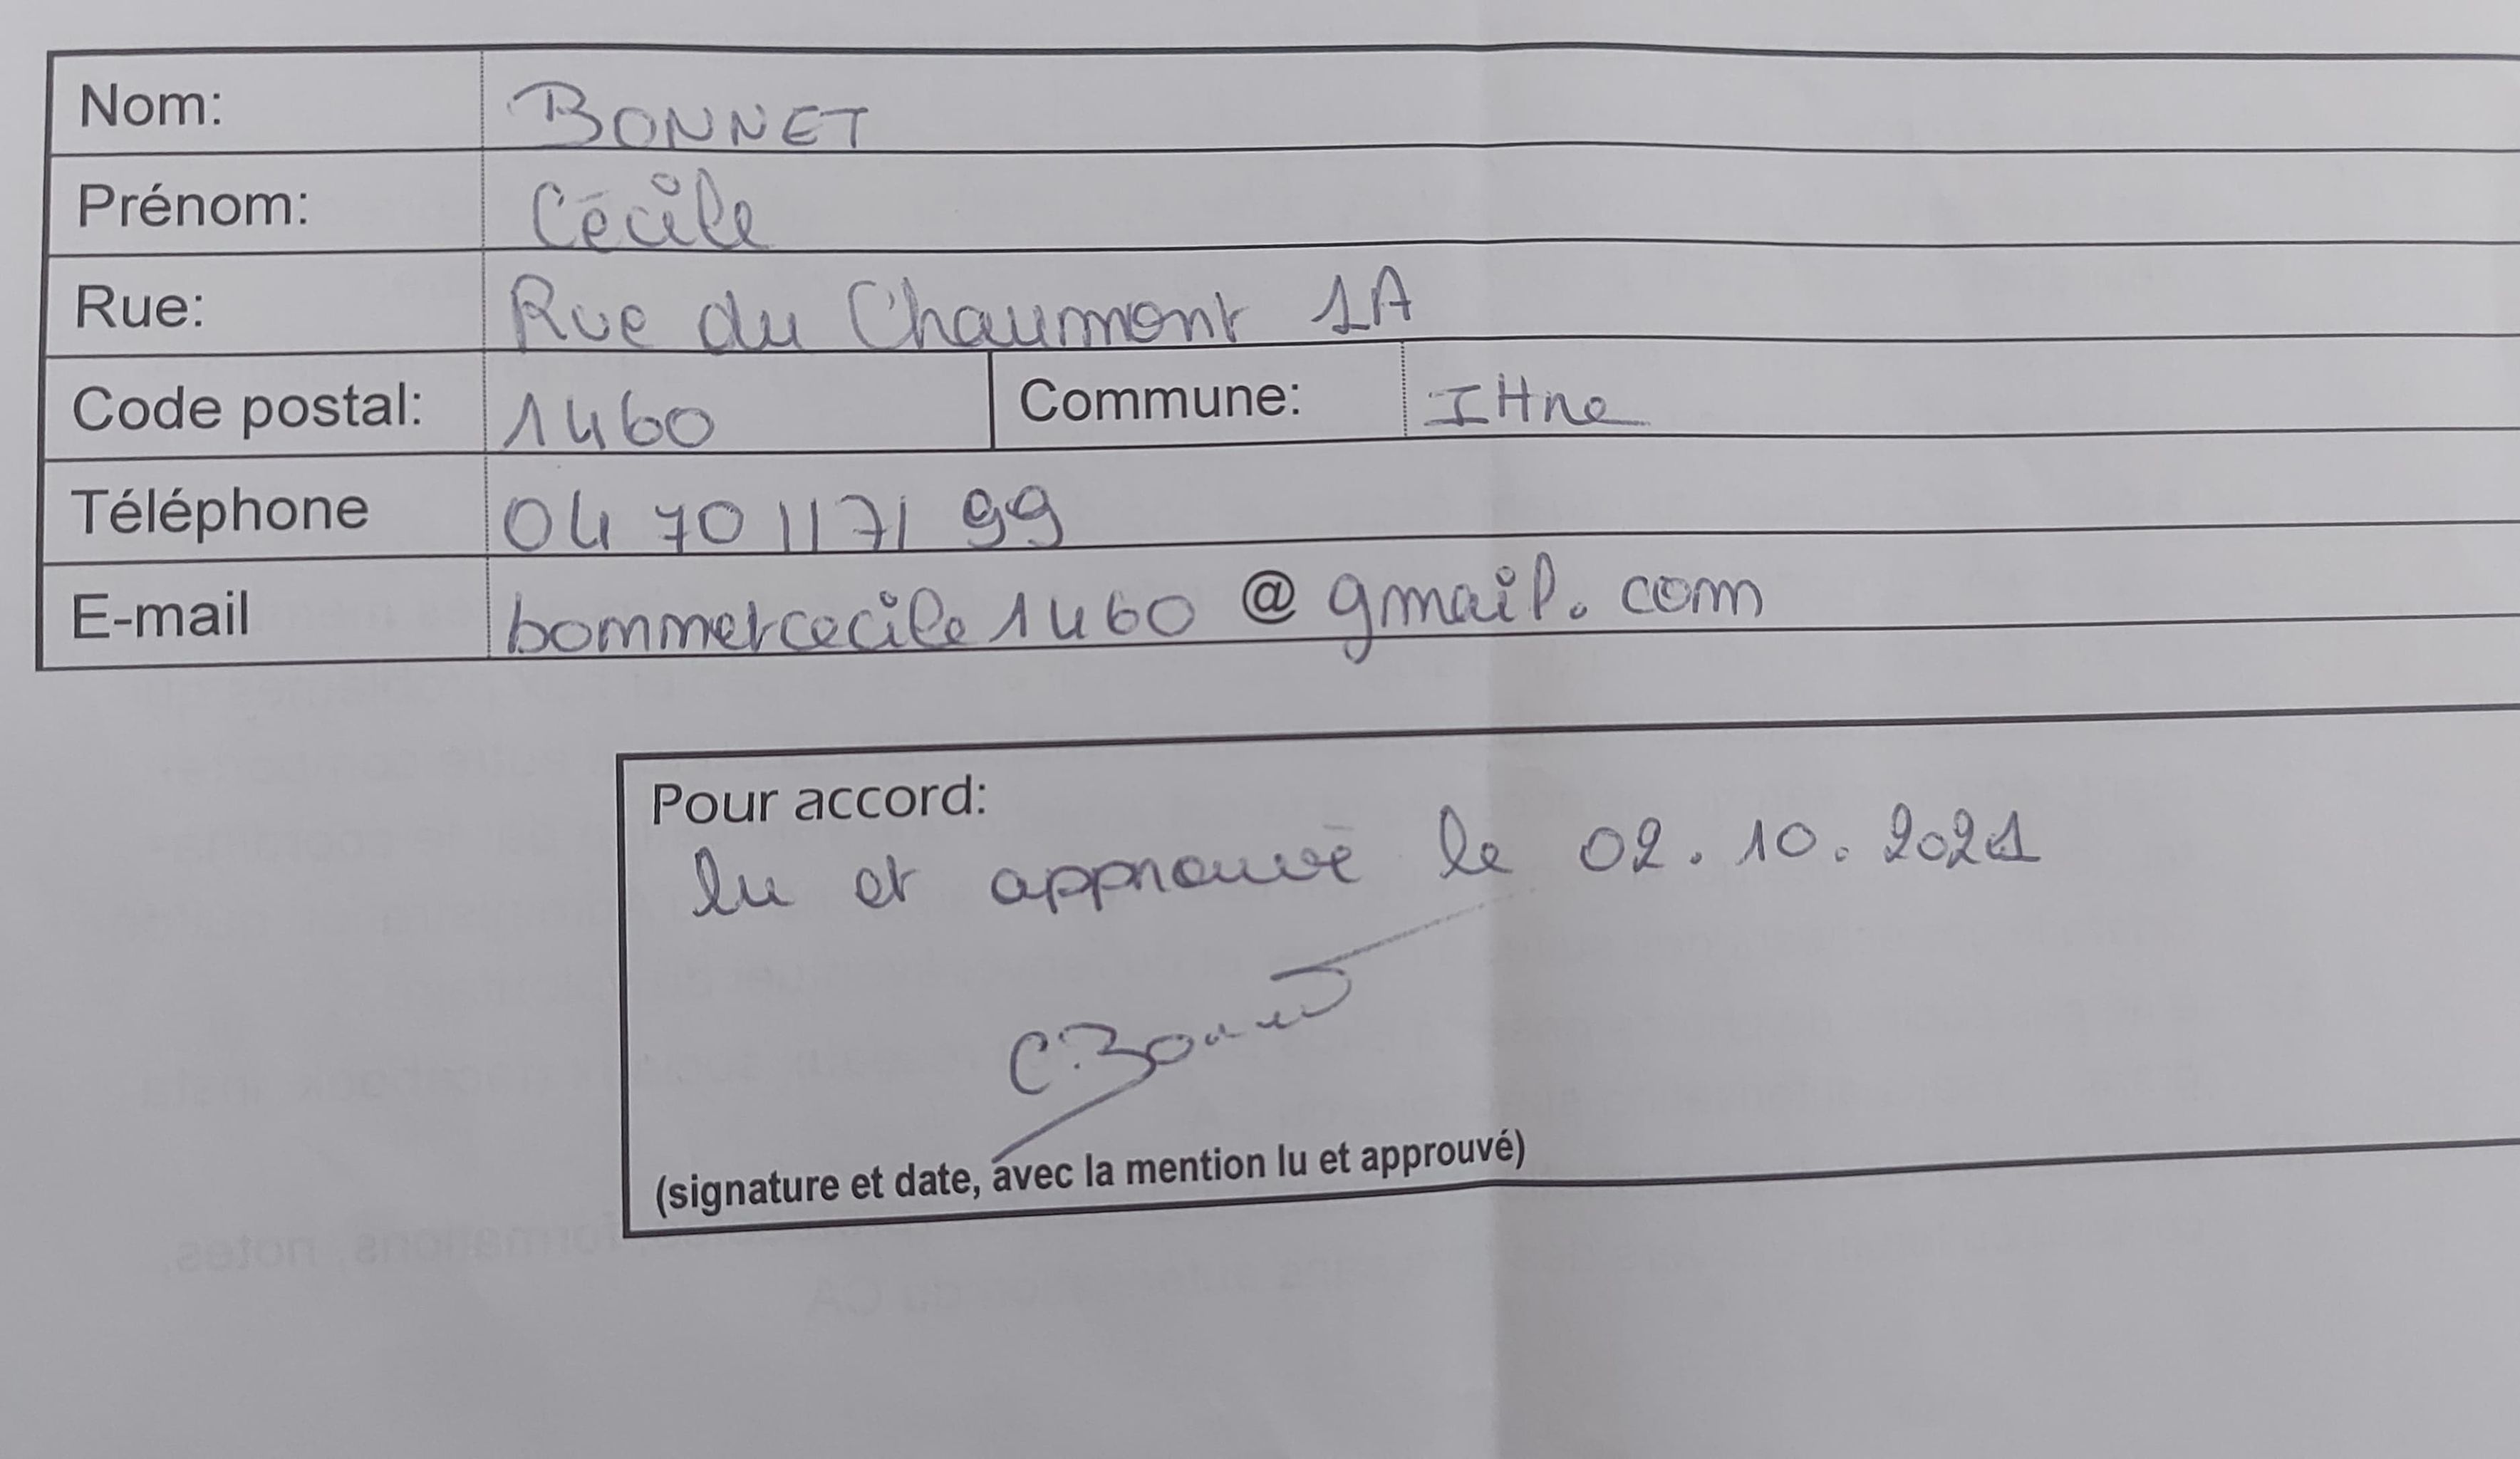 Nom: BONNET
Prénom: Cécile
Rue: Rue du Chaumont 1A
Code postal: 1460 Commune: IHne
Téléphone 04 70 11 71 99
E-mail bonnetcecile1460@gmail.com
Pour accord:
lu et approuvé le 02.10.2021
C. Bonnet
(signature et date, avec la mention lu et approuvé)